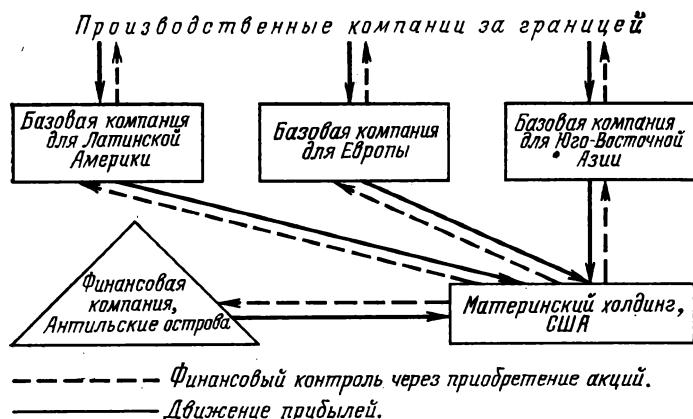 Производственные компании за границей
Базовая компания
для Латинской
Америки
Базовая компания
для Европы
Базовая компания
для Юго-Восточной
Азии
Финансовая
компания,
Антильские острова
Материнский холдинг,
США
Финансовый контроль через приобретение акций.
Движение прибылей.